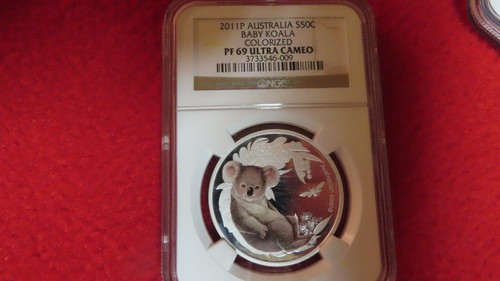 2011P AUSTRALIA S50C
BABY KOALA
COLORIZED
PF 69 ULTRA CAMEO
3733546-009
NGC